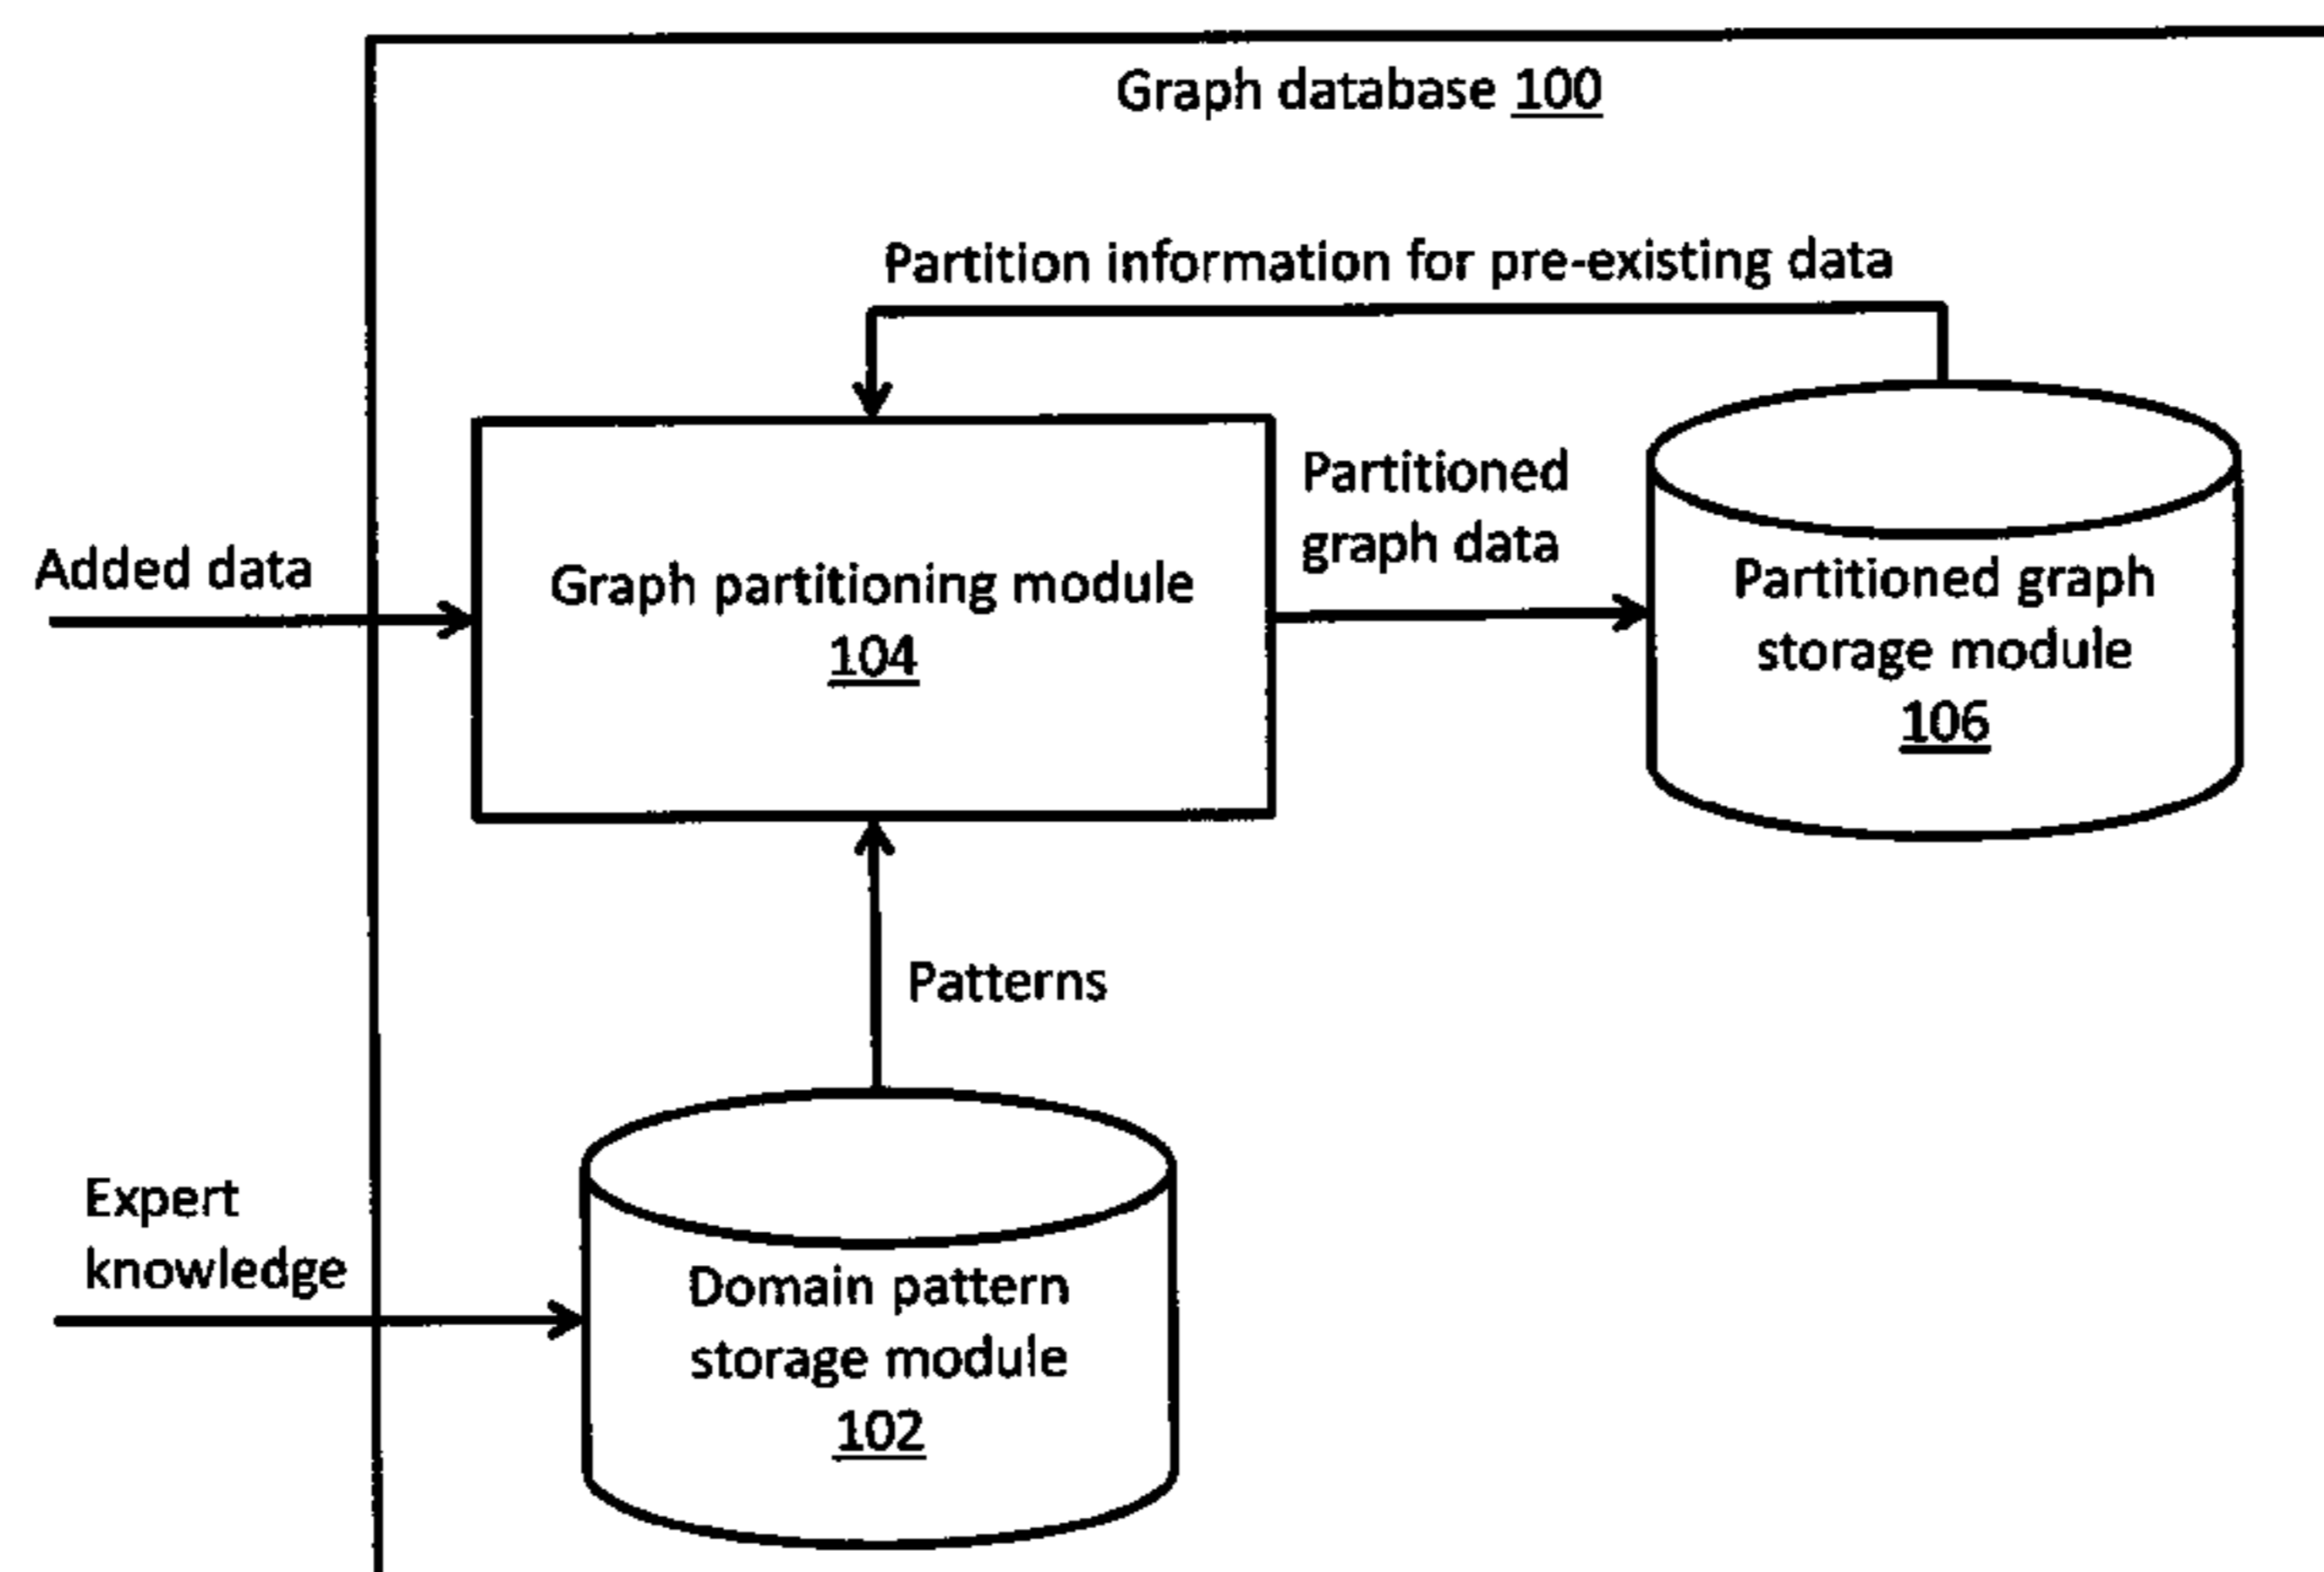 Graph database 100
Partition information for pre-existing data
Added data
Graph partitioning module
104
Partitioned
graph data
Partitioned graph
storage module
106
Patterns
Expert
knowledge
Domain pattern
storage module
102